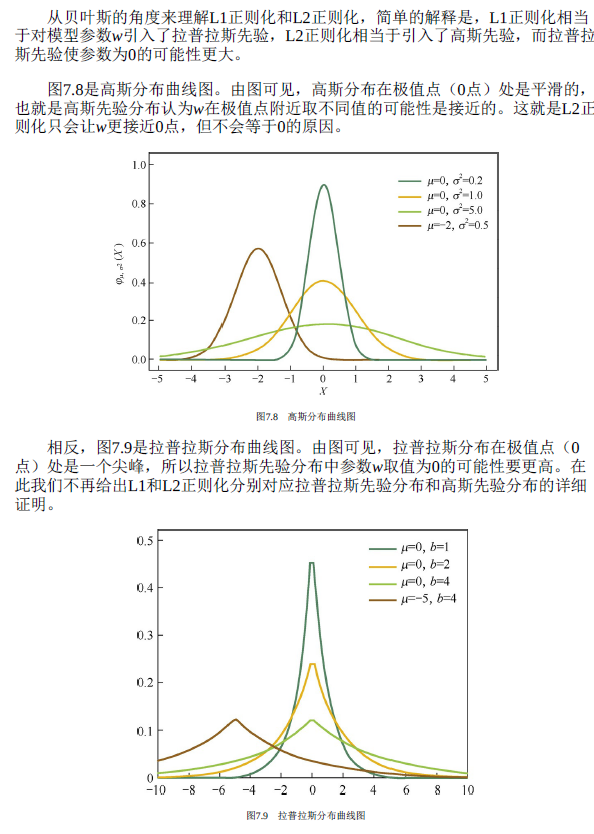 从贝叶斯的角度来理解L1正则化和L2正则化，简单的解释是，L1正则化相当
于对模型参数w引入了拉普拉斯先验，L2正则化相当于引入了高斯先验，而拉普拉
斯先验使参数为0的可能性更大。
图7.8是高斯分布曲线图。由图可见，高斯分布在极值点（0点）处是平滑的，
也就是高斯先验分布认为w在极值点附近取不同值的可能性是接近的。这就是L2正
则化只会让w更接近0点，但不会等于0的原因。
1.0
0.8
0.6
0.4
0.2
0.0
φμ, σ² (X)
μ=0, σ²=0.2
μ=0, σ²=1.0
μ=0, σ²=5.0
μ=−2, σ²=0.5
−5 −4 −3 −2 −1 0 1 2 3 4 5
X
图7.8 高斯分布曲线图
相反，图7.9是拉普拉斯分布曲线图。由图可见，拉普拉斯分布在极值点（0
点）处是一个尖峰，所以拉普拉斯先验分布中参数w取值为0的可能性要更高。在
此我们不再给出L1和L2正则化分别对应拉普拉斯先验分布和高斯先验分布的详细
证明。
0.5
0.4
0.3
0.2
0.1
0
μ=0, b=1
μ=0, b=2
μ=0, b=4
μ=−5, b=4
−10 −8 −6 −4 −2 0 2 4 6 8 10
图7.9 拉普拉斯分布曲线图